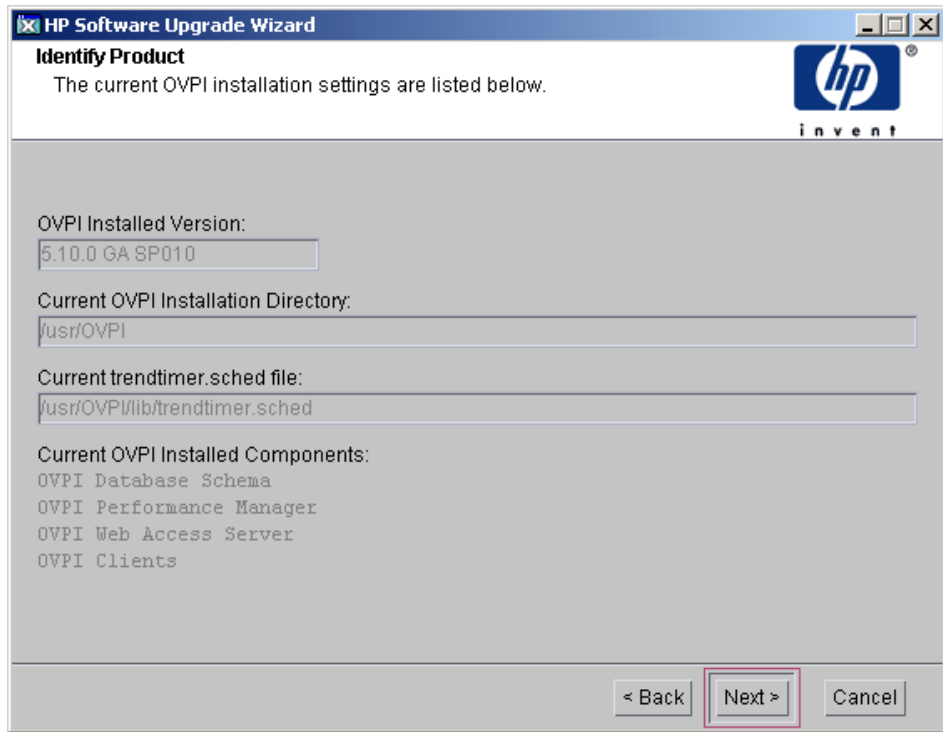 HP Software Upgrade Wizard
Identify Product
The current OVPI installation settings are listed below.
hp
®
invent
OVPI Installed Version:
5.10.0 GA SP010
Current OVPI Installation Directory:
/usr/OVPI
Current trendtimer.sched file:
/usr/OVPI/lib/trendtimer.sched
Current OVPI Installed Components:
OVPI Database Schema
OVPI Performance Manager
OVPI Web Access Server
OVPI Clients
< Back Next > Cancel